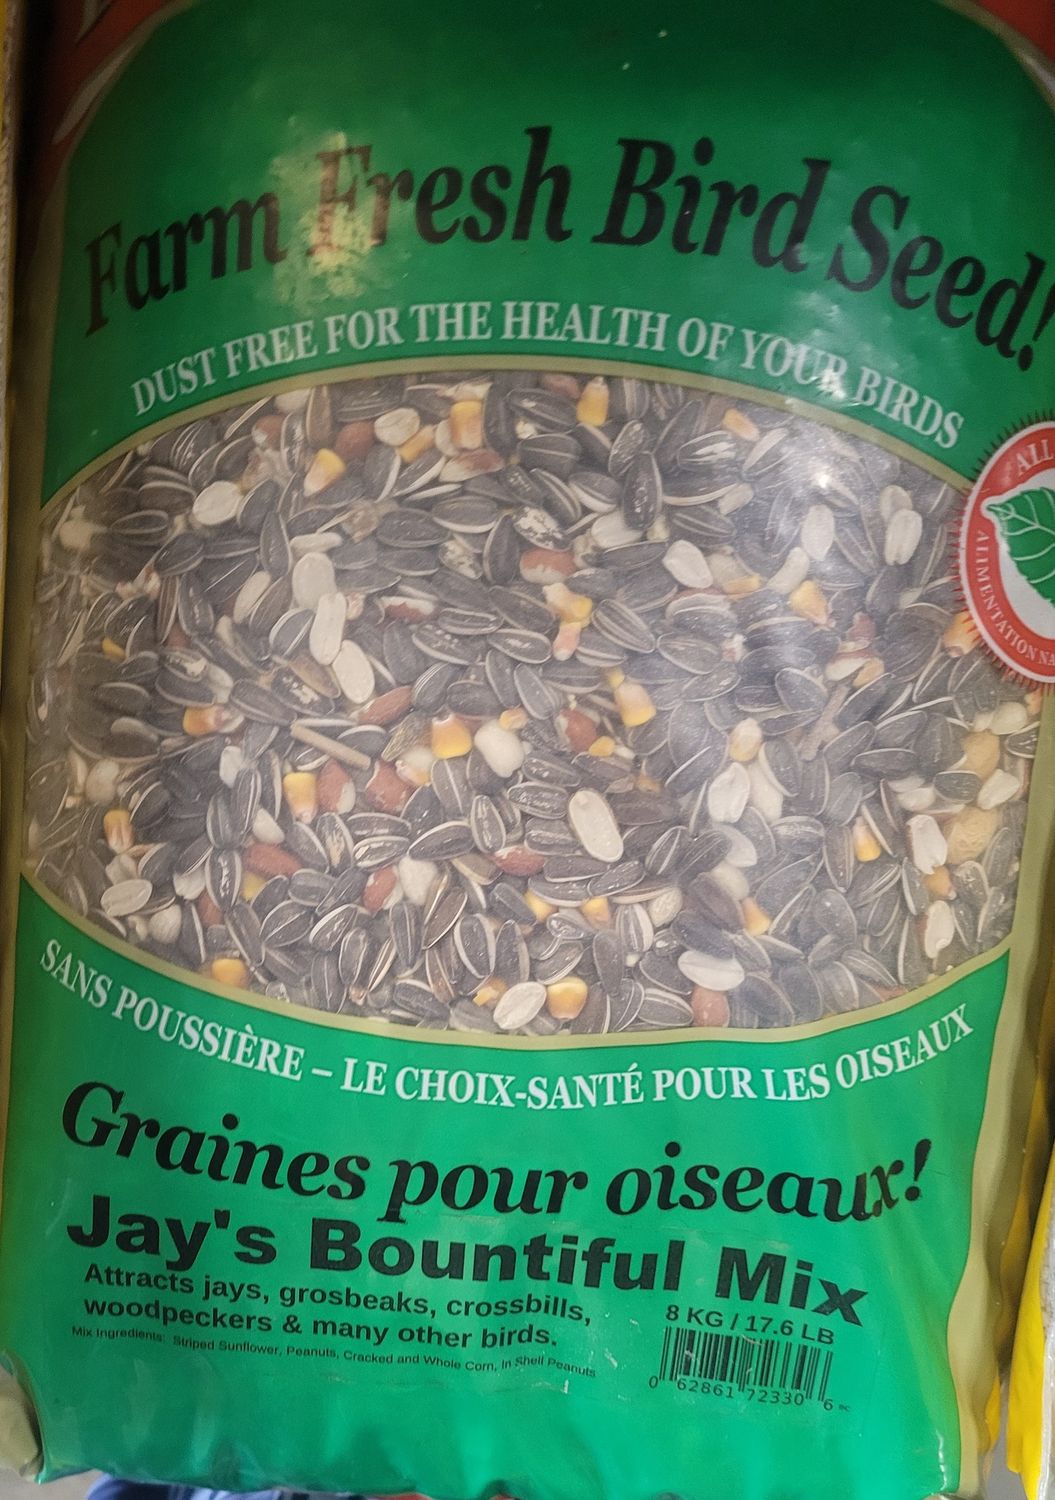 Farm Fresh Bird Seed!
DUST FREE FOR THE HEALTH OF YOUR BIRDS
ALL
ALIMENTATION
SANS POUSSIÈRE – LE CHOIX-SANTÉ POUR LES OISEAUX
Graines pour oiseaux!
Jay's Bountiful Mix
Attracts jays, grosbeaks, crossbills,
woodpeckers & many other birds.
Mix Ingredients: Striped Sunflower, Peanuts, Cracked and Whole Corn, In Shell Peanuts
8 KG / 17.6 LB
0 62861 72330 6